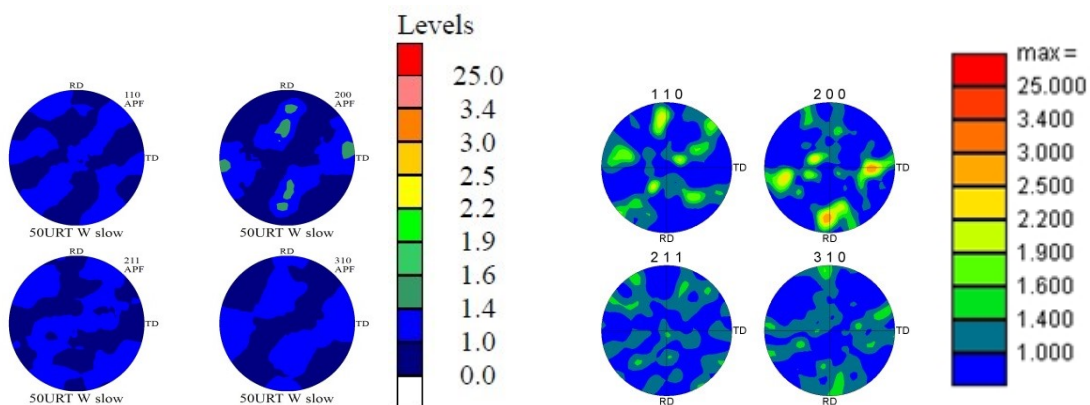 RD
110
APF
TD
50URT W slow
RD
200
APF
TD
50URT W slow
RD
211
APF
TD
50URT W slow
RD
310
APF
TD
50URT W slow
Levels
25.0
3.4
3.0
2.5
2.2
1.9
1.6
1.4
1.0
0.0
1 1 0
TD
RD
2 0 0
TD
RD
2 1 1
TD
RD
3 1 0
TD
RD
max =
25.000
3.400
3.000
2.500
2.200
1.900
1.600
1.400
1.000